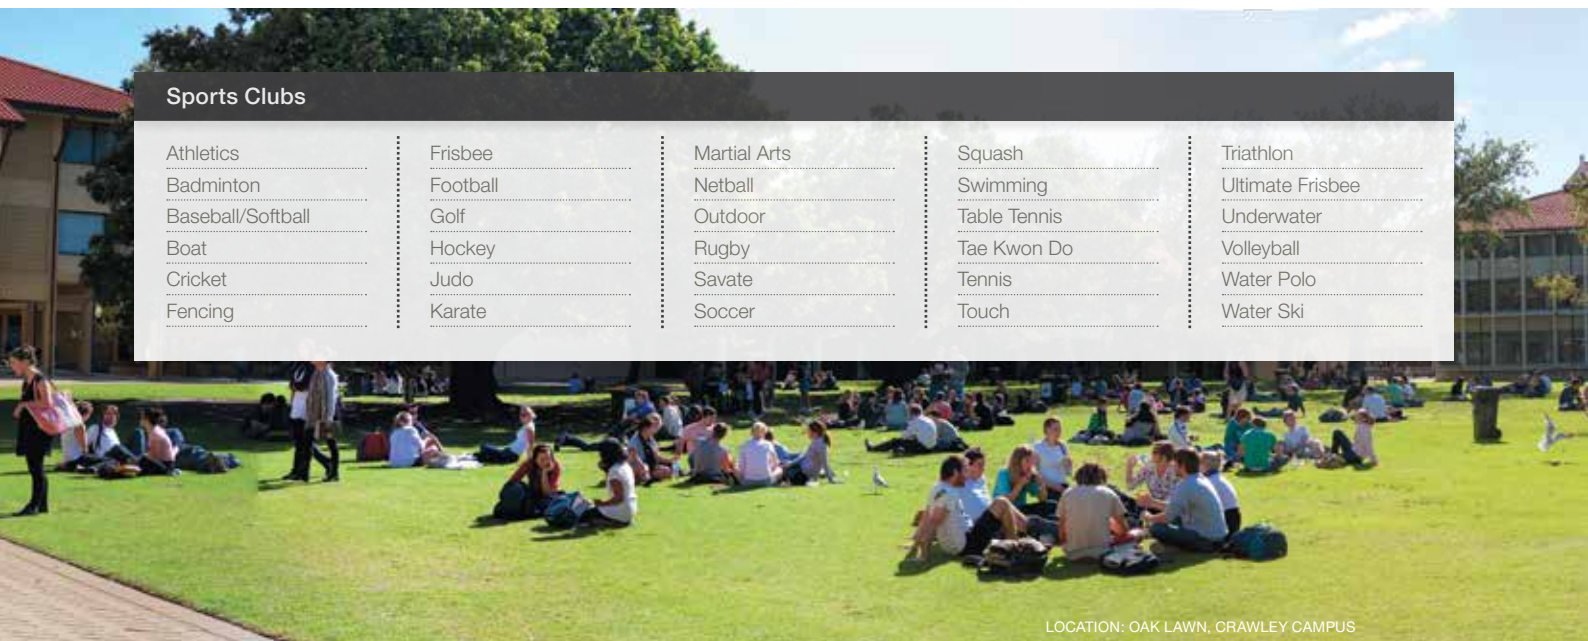 Sports Clubs
Athletics
Badminton
Baseball/Softball
Boat
Cricket
Fencing
Frisbee
Football
Golf
Hockey
Judo
Karate
Martial Arts
Netball
Outdoor
Rugby
Savate
Soccer
Squash
Swimming
Table Tennis
Tae Kwon Do
Tennis
Touch
Triathlon
Ultimate Frisbee
Underwater
Volleyball
Water Polo
Water Ski
LOCATION: OAK LAWN, CRAWLEY CAMPUS